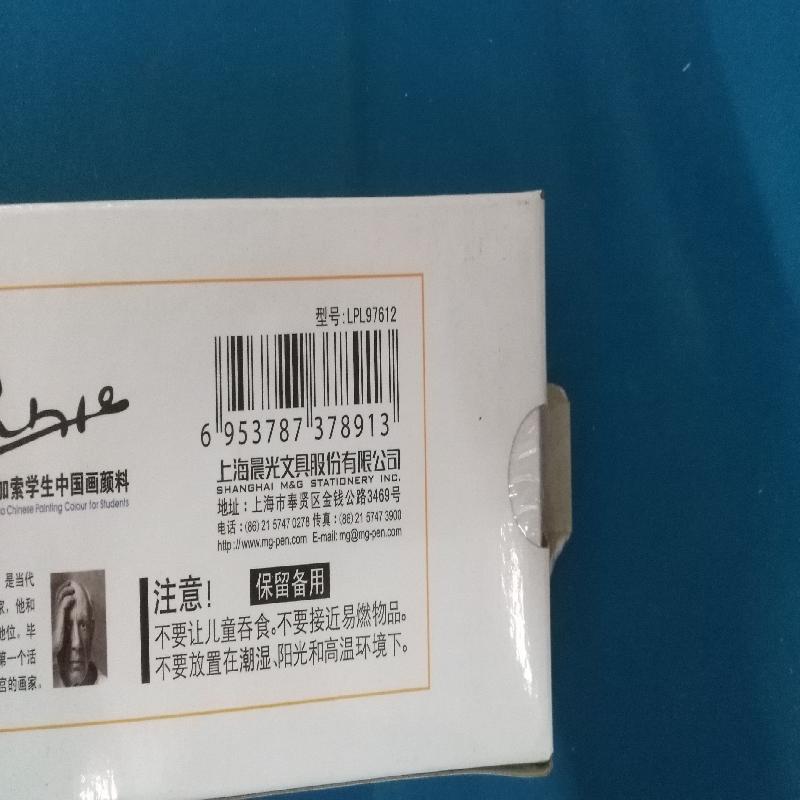 型号:LPL97612
6 953787 378913
上海晨光文具股份有限公司
SHANGHAI M&G STATIONERY INC.
地址：上海市奉贤区金钱公路3469号
电话：(86) 21 5747 0278 传真：(86) 21 5747 3900
http://www.mg-pen.com E-mail: mg@mg-pen.com
加索学生中国画颜料
Chinese Painting Colour for Students
注意！ 保留备用
不要让儿童吞食。不要接近易燃物品。
不要放置在潮湿、阳光和高温环境下。
是当代
家，他和
地位。毕
第一个活
宫的画家。